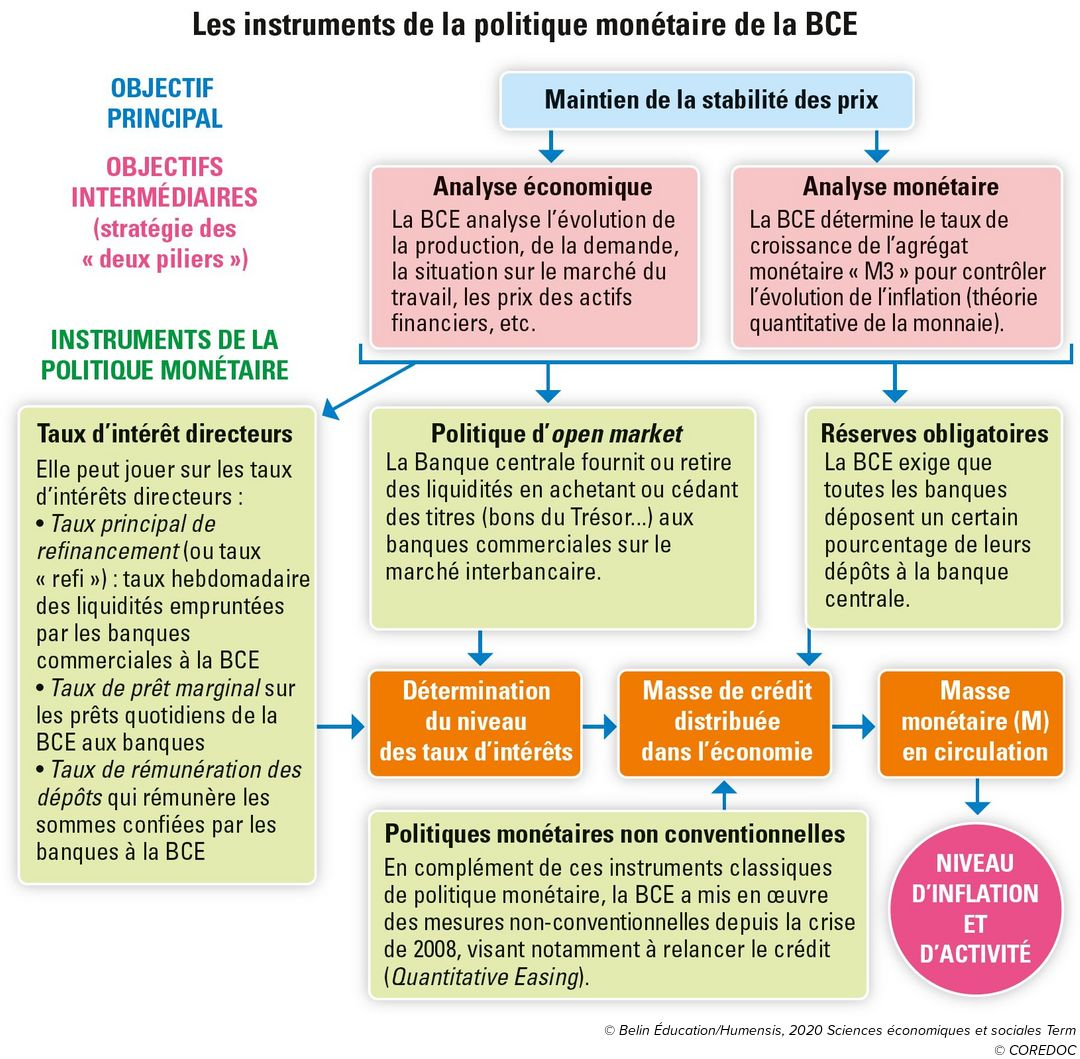 Les instruments de la politique monétaire de la BCE
OBJECTIF
PRINCIPAL
Maintien de la stabilité des prix
OBJECTIFS
INTERMÉDIAIRES
(stratégie des
« deux piliers »)
Analyse économique
La BCE analyse l’évolution de
la production, de la demande,
la situation sur le marché du
travail, les prix des actifs
financiers, etc.
Analyse monétaire
La BCE détermine le taux de
croissance de l’agrégat
monétaire « M3 » pour contrôler
l’évolution de l’inflation (théorie
quantitative de la monnaie).
INSTRUMENTS DE LA
POLITIQUE MONÉTAIRE
Taux d’intérêt directeurs
Elle peut jouer sur les taux
d’intérêts directeurs :
• Taux principal de
refinancement (ou taux
« refi ») : taux hebdomadaire
des liquidités empruntées
par les banques
commerciales à la BCE
• Taux de prêt marginal sur
les prêts quotidiens de la
BCE aux banques
• Taux de rémunération des
dépôts qui rémunère les
sommes confiées par les
banques à la BCE
Politique d’open market
La Banque centrale fournit ou retire
des liquidités en achetant ou cédant
des titres (bons du Trésor...) aux
banques commerciales sur le
marché interbancaire.
Réserves obligatoires
La BCE exige que
toutes les banques
déposent un certain
pourcentage de leurs
dépôts à la banque
centrale.
Détermination
du niveau
des taux d’intérêts
Masse de crédit
distribuée
dans l’économie
Masse
monétaire (M)
en circulation
Politiques monétaires non conventionnelles
En complément de ces instruments classiques
de politique monétaire, la BCE a mis en œuvre
des mesures non-conventionnelles depuis la crise
de 2008, visant notamment à relancer le crédit
(Quantitative Easing).
NIVEAU
D’INFLATION
ET
D’ACTIVITÉ
© Belin Éducation/Humensis, 2020 Sciences économiques et sociales Term
© COREDOC